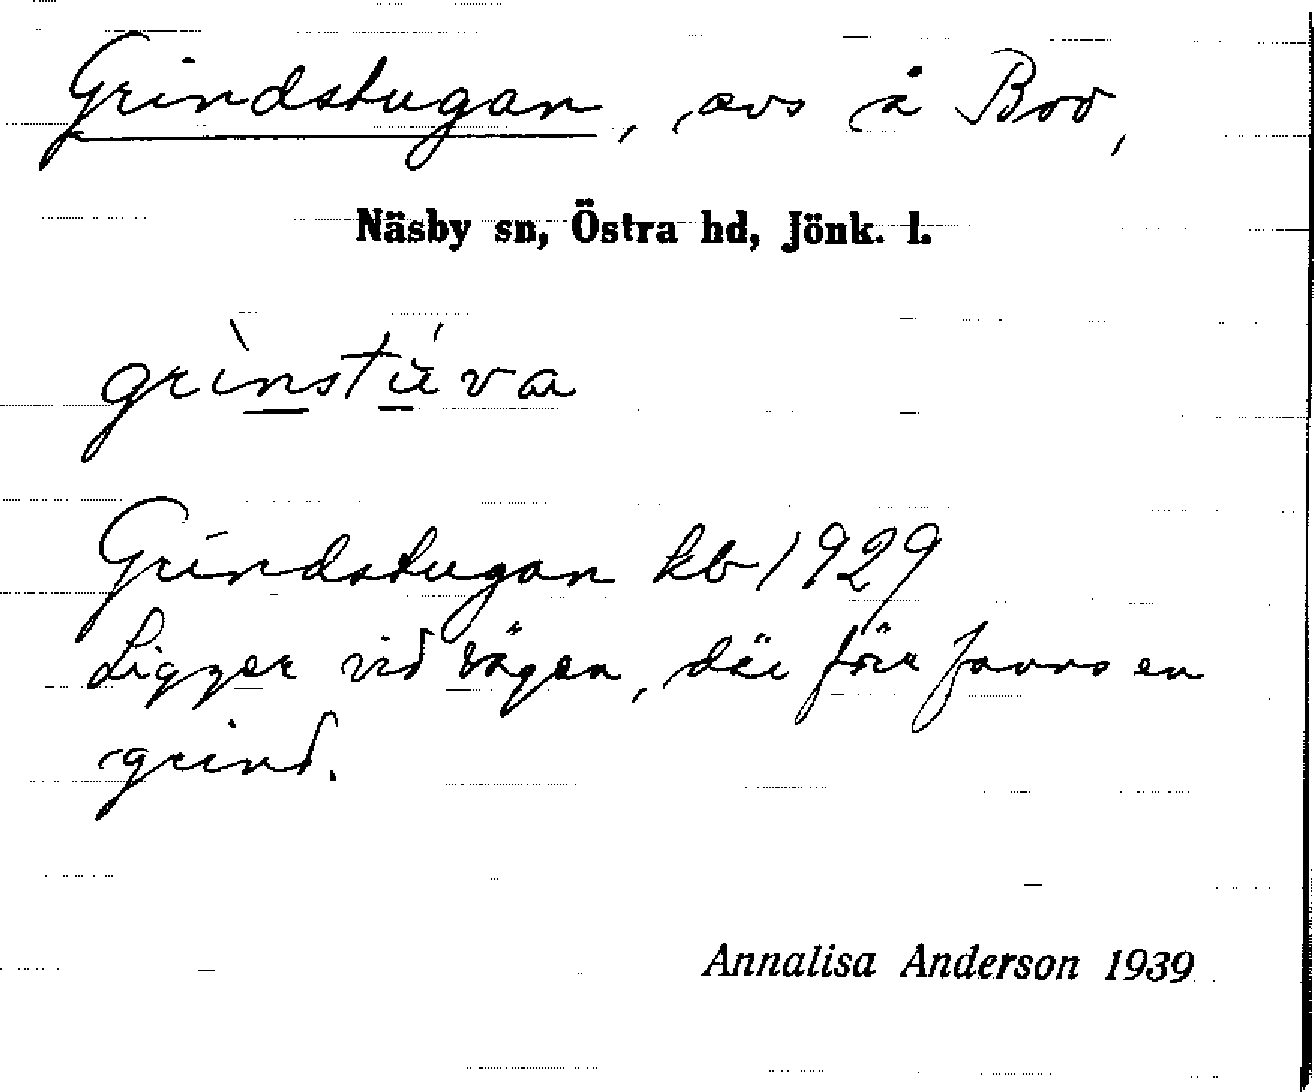 Grindstugan, avs å Boo,
Näsby sn, Östra hd, Jönk. l.
grìnstúva
Grindstugan kb 1929
Ligger vid vägen, där förr fanns en
grind.
Annalisa Anderson 1939